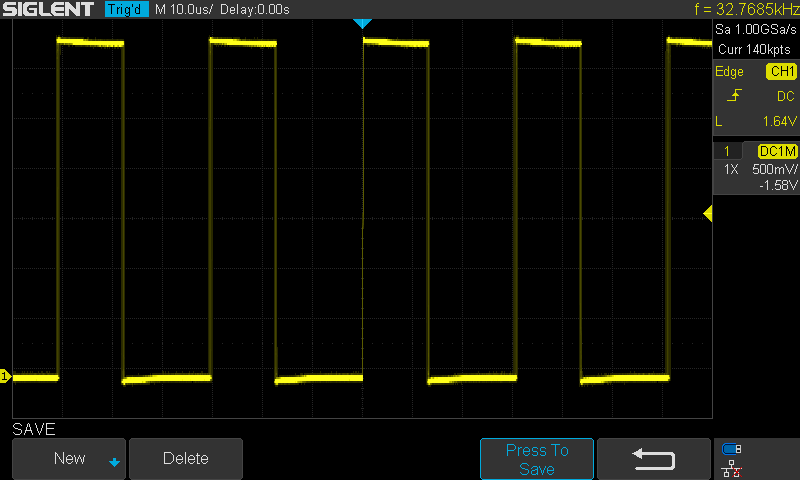 SIGLENT Trig'd M 10.0us/ Delay:0.00s f = 32.7685kHz
Sa 1.00GSa/s
Curr 140kpts
Edge CH1
DC
L 1.64V
1 DC1M
1X 500mV/
-1.58V
1
SAVE
New Delete Press To
Save